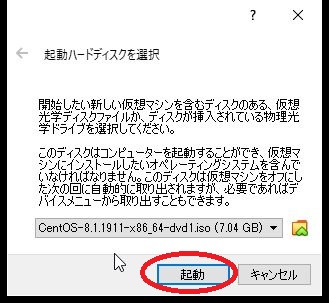 起動ハードディスクを選択
開始したい新しい仮想マシンを含むディスクのある、仮想
光学ディスクファイルか、ディスクが挿入されている物理光
学ドライブを選択してください。
このディスクはコンピューターを起動することができ、仮想マ
シンにインストールしたいオペレーティングシステムを含んで
いなければなりません。このディスクは仮想マシンをオフにし
た次の回に自動的に取り出されますが、必要であればデ
バイスメニューから取り出すこともできます。
CentOS-8.1.1911-x86_64-dvd1.iso (7.04 GB)
起動
キャンセル